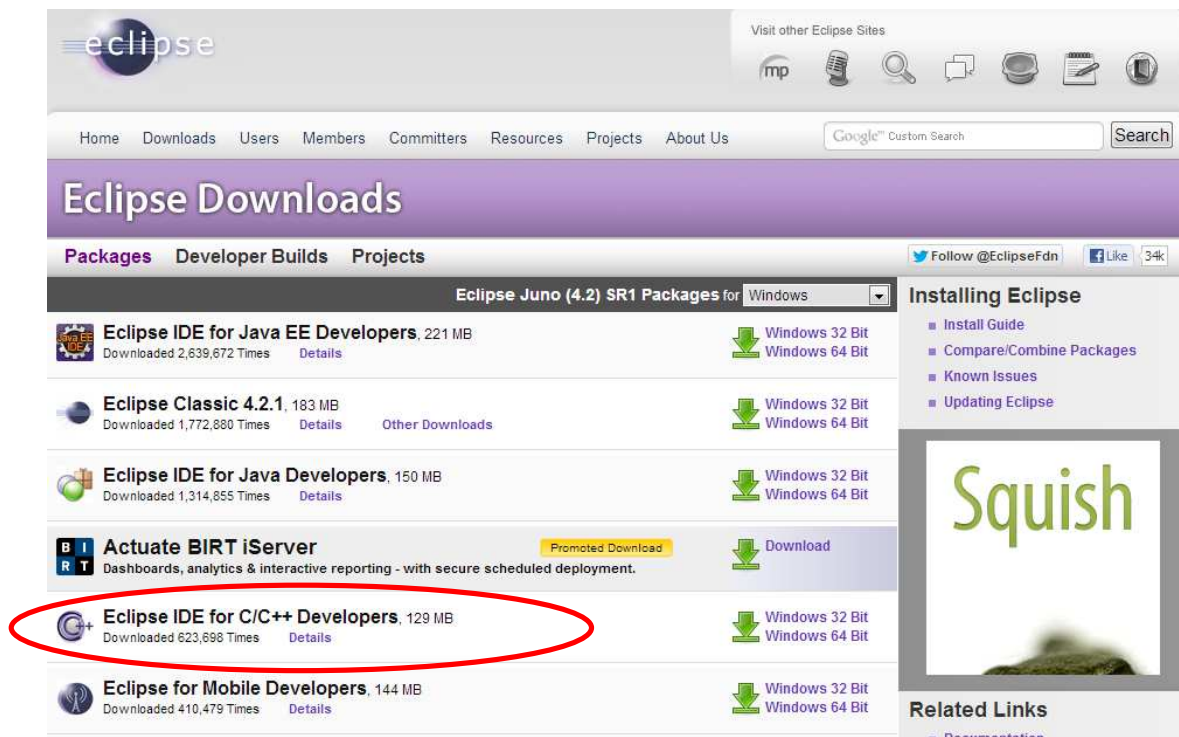 eclipse
Visit other Eclipse Sites
mp
Home Downloads Users Members Committers Resources Projects About Us
Google™ Custom Search
Search
Eclipse Downloads
Packages Developer Builds Projects
Follow @EclipseFdn
Like 34k
Eclipse Juno (4.2) SR1 Packages for Windows
Java EE
IDE
Eclipse IDE for Java EE Developers, 221 MB
Downloaded 2,639,672 Times Details
Windows 32 Bit
Windows 64 Bit
Eclipse Classic 4.2.1, 183 MB
Downloaded 1,772,880 Times Details Other Downloads
Windows 32 Bit
Windows 64 Bit
Eclipse IDE for Java Developers, 150 MB
Downloaded 1,314,855 Times Details
Windows 32 Bit
Windows 64 Bit
B I
R T
Actuate BIRT iServer
Promoted Download
Dashboards, analytics & interactive reporting - with secure scheduled deployment.
Download
C++
Eclipse IDE for C/C++ Developers, 129 MB
Downloaded 623,698 Times Details
Windows 32 Bit
Windows 64 Bit
Eclipse for Mobile Developers, 144 MB
Downloaded 410,479 Times Details
Windows 32 Bit
Windows 64 Bit
Installing Eclipse
Install Guide
Compare/Combine Packages
Known Issues
Updating Eclipse
Squish
Related Links